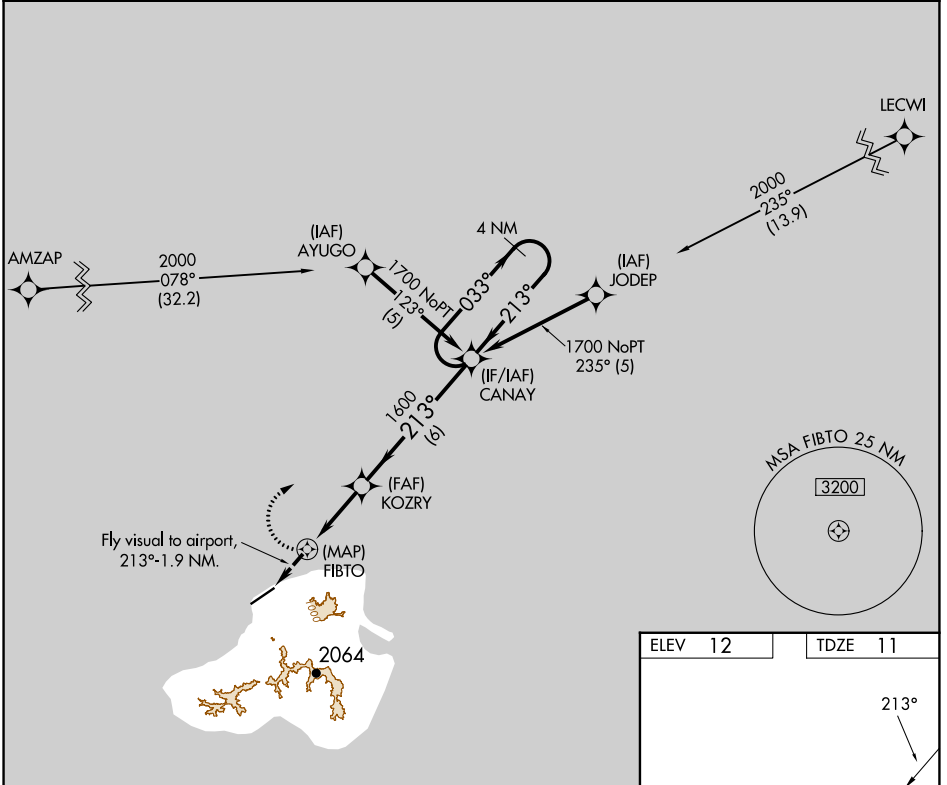 LECWI
2000
235°
(13.9)
4 NM
(IAF)
AYUGO
AMZAP
2000
078°
(32.2)
1700 NoPT
123°
(5)
033°
213°
(IAF)
JODEP
1700 NoPT
235° (5)
(IF/IAF)
CANAY
1600
213°
(6)
(FAF)
KOZRY
MSA FIBTO 25 NM
3200
Fly visual to airport,
213°-1.9 NM.
(MAP)
FIBTO
2064
ELEV 12
TDZE 11
213°